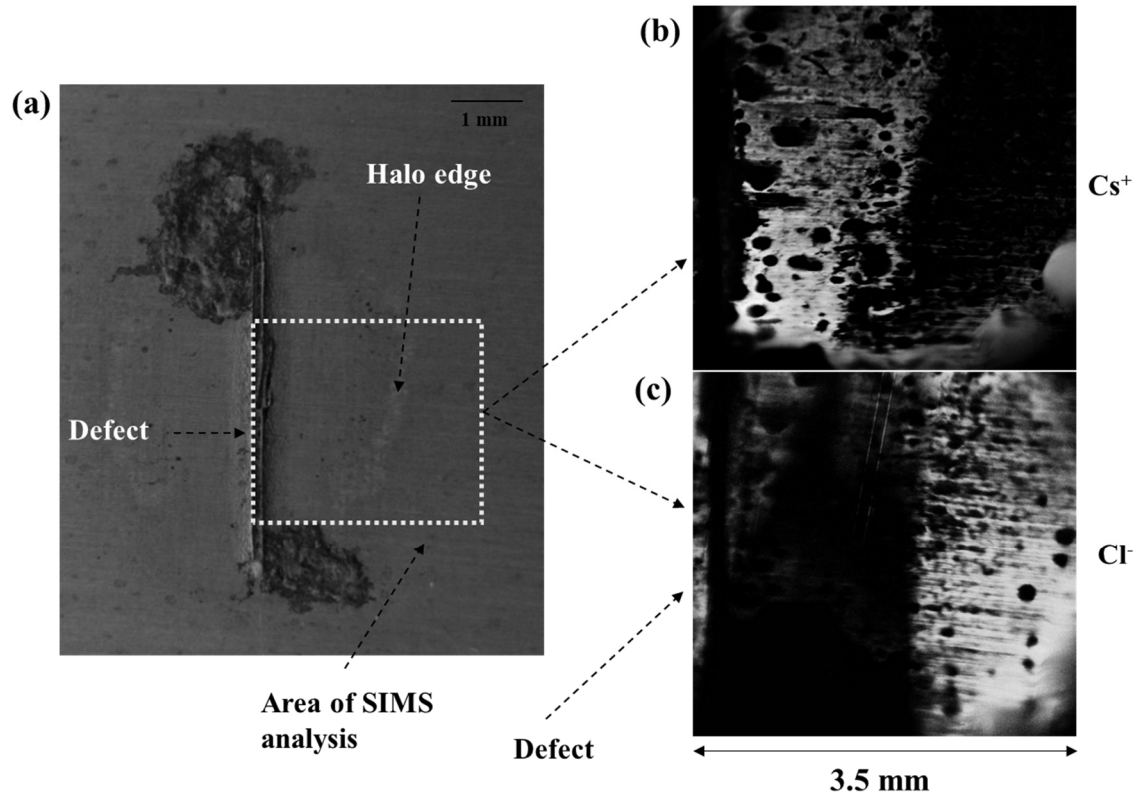 (a)
1 mm
Halo edge
Defect
Area of SIMS
analysis
(b)
Cs⁺
(c)
Cl⁻
Defect
3.5 mm